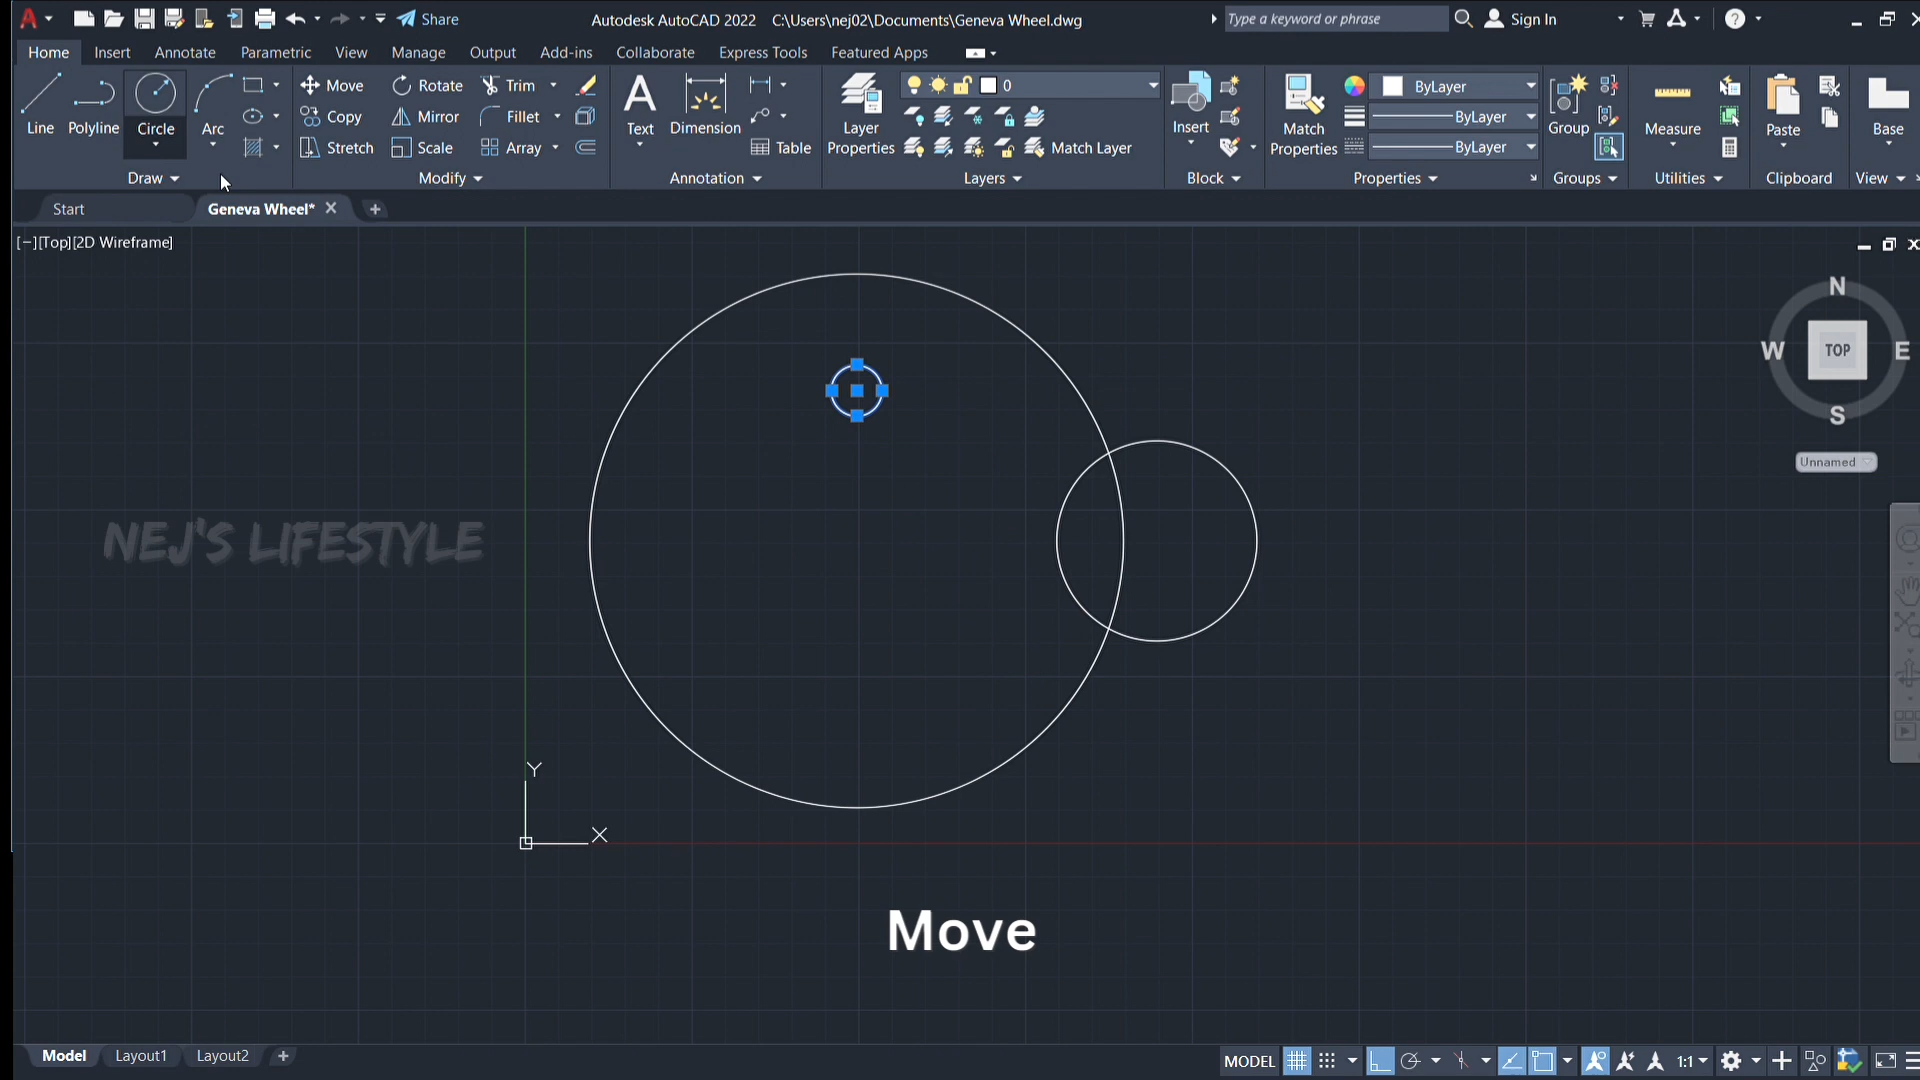 Share
Autodesk AutoCAD 2022 C:\Users\nej02\Documents\Geneva Wheel.dwg
Type a keyword or phrase
Sign In
Home Insert Annotate Parametric View Manage Output Add-ins Collaborate Express Tools Featured Apps
Line Polyline Circle Arc
Move Rotate Trim
Copy Mirror Fillet
Stretch Scale Array
Text Dimension Table
Layer Properties
0
Match Layer
Insert
Match Properties
ByLayer
ByLayer
ByLayer
Group
Measure
Paste
Base
Draw Modify Annotation Layers Block Properties Groups Utilities Clipboard View
Start Geneva Wheel*
[−][Top][2D Wireframe]
N
W TOP E
S
Unnamed
NEJ'S LIFESTYLE
Y
X
Move
Model Layout1 Layout2
MODEL 1:1